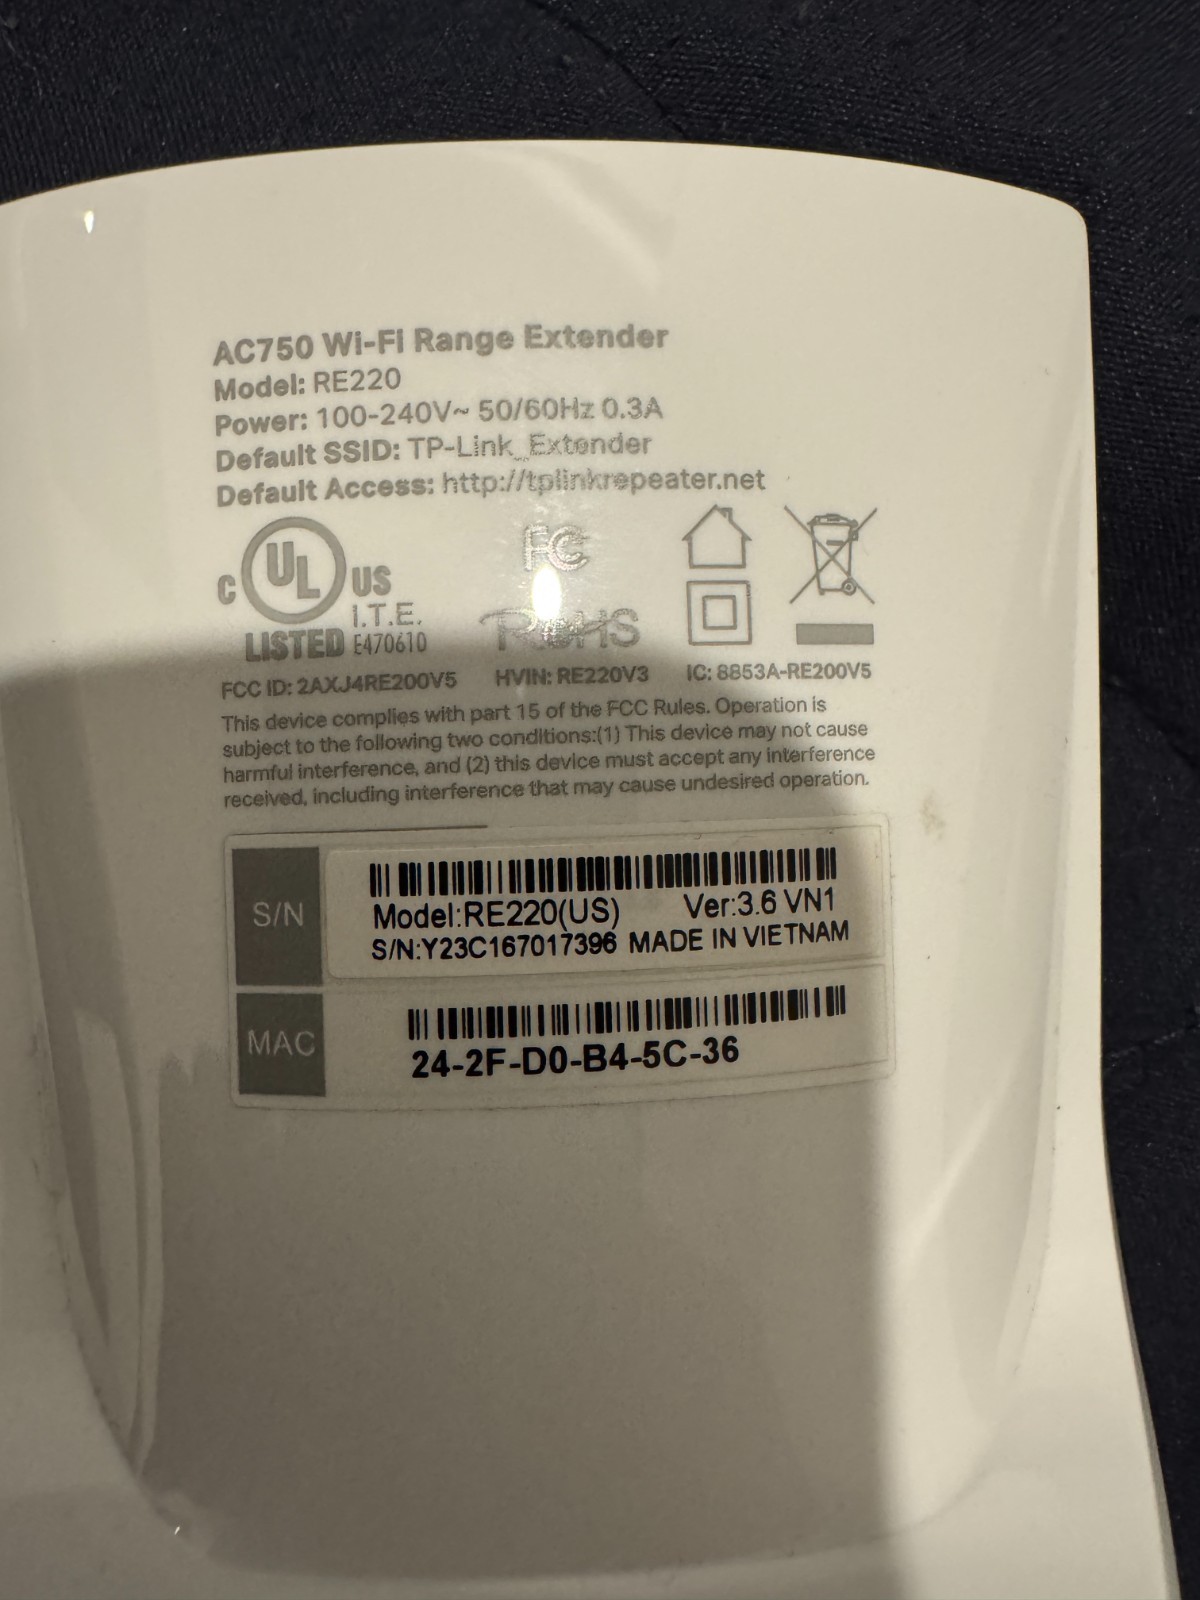 AC750 Wi-Fi Range Extender
Model: RE220
Power: 100-240V~ 50/60Hz 0.3A
Default SSID: TP-Link_Extender
Default Access: http://tplinkrepeater.net
C UL US
I.T.E.
LISTED E470610
FC
RoHS
FCC ID: 2AXJ4RE200V5 HVIN: RE220V3 IC: 8853A-RE200V5
This device complies with part 15 of the FCC Rules. Operation is
subject to the following two conditions:(1) This device may not cause
harmful interference, and (2) this device must accept any interference
received, including interference that may cause undesired operation.
S/N
Model:RE220(US) Ver:3.6 VN1
S/N:Y23C167017396 MADE IN VIETNAM
MAC
24-2F-D0-B4-5C-36